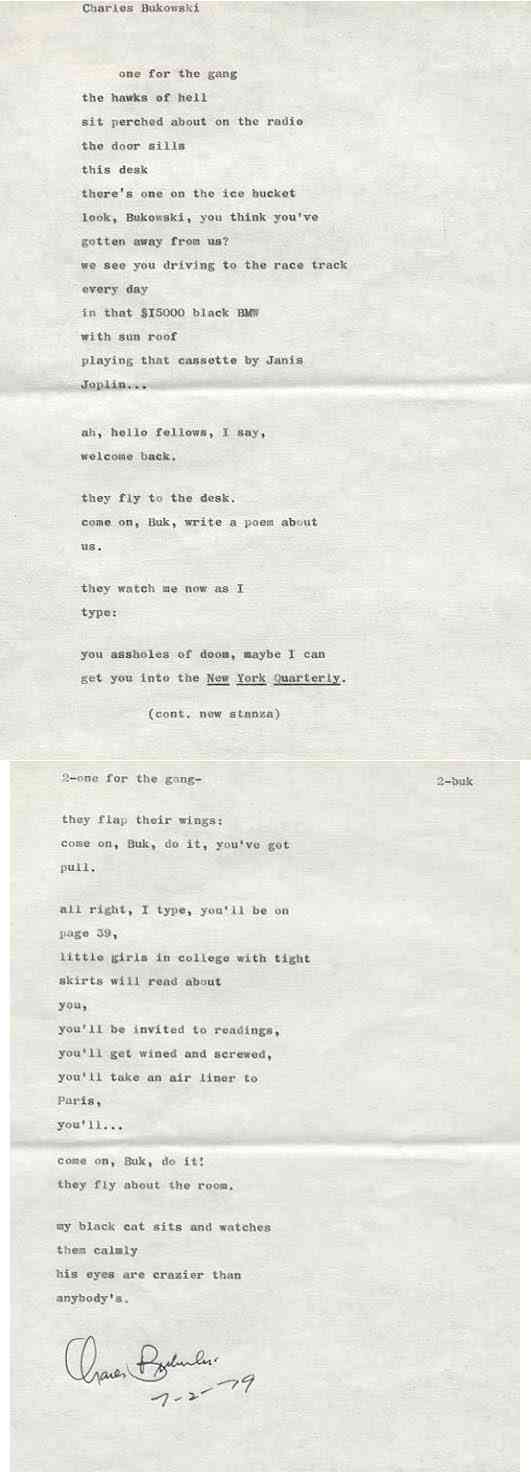 Charles Bukowski
one for the gang
the hawks of hell
sit perched about on the radio
the door sills
this desk
there's one on the ice bucket
look, Bukowski, you think you've
gotten away from us?
we see you driving to the race track
every day
in that $I5000 black BMW
with sun roof
playing that cassette by Janis
Joplin...
ah, hello fellows, I say,
welcome back.
they fly to the desk.
come on, Buk, write a poem about
us.
they watch me now as I
type:
you assholes of doom, maybe I can
get you into the New York Quarterly.
(cont. new stanza)
2-one for the gang- 2-buk
they flap their wings:
come on, Buk, do it, you've got
pull.
all right, I type, you'll be on
page 39,
little girls in college with tight
skirts will read about
you,
you'll be invited to readings,
you'll get wined and screwed,
you'll take an air liner to
Paris,
you'll...
come on, Buk, do it!
they fly about the room.
my black cat sits and watches
them calmly
his eyes are crazier than
anybody's.
Charles Bukowski
7-2-79